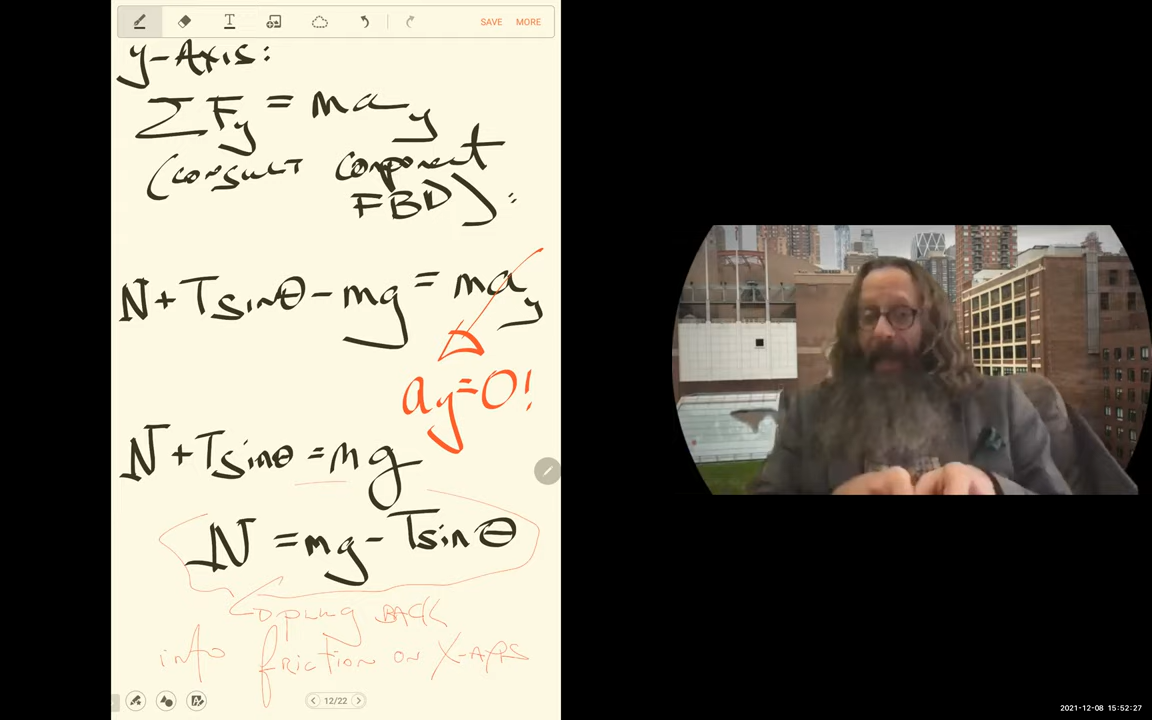 SAVE MORE
y-Axis:
ΣFy = may
(consult component
FBD):
N+Tsinθ-mg = may
ay=0!
N+Tsinθ=mg
N=mg-Tsinθ
Coming BACK
into friction on X-AXIS
12/22
2021-12-08 15:52:27